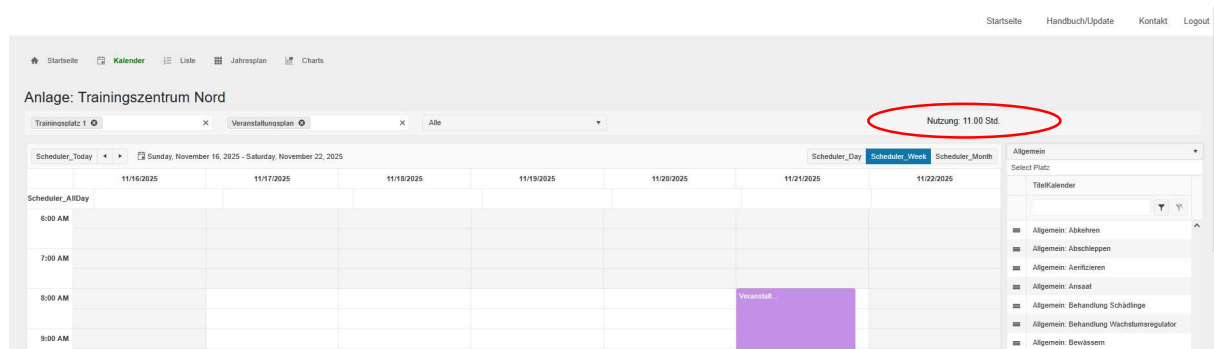 Startseite Handbuch/Update Kontakt Logout
Startseite Kalender Liste Jahresplan Charts
Anlage: Trainingszentrum Nord
Trainingsplatz 1 Veranstaltungsplan Alle Nutzung: 11.00 Std.
Scheduler_Today Sunday, November 16, 2025 - Saturday, November 22, 2025 Scheduler_Day Scheduler_Week Scheduler_Month
11/16/2025 11/17/2025 11/18/2025 11/19/2025 11/20/2025 11/21/2025 11/22/2025
Scheduler_AllDay
6:00 AM
7:00 AM
8:00 AM Veranstalt...
9:00 AM
Allgemein
Select Platz
TitelKalender
Allgemein: Abkehren
Allgemein: Abschleppen
Allgemein: Aerifizieren
Allgemein: Ansaat
Allgemein: Behandlung Schädlinge
Allgemein: Behandlung Wachstumsregulator
Allgemein: Bewässern